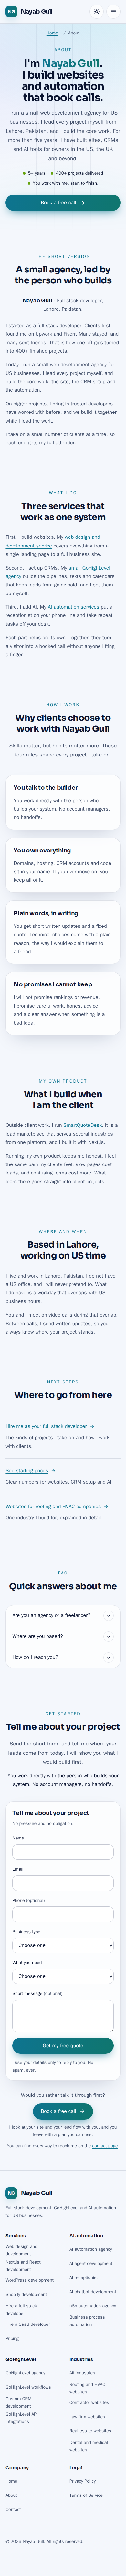 NG Nayab Gull
Home / About
ABOUT
I'm Nayab Gull.
I build websites
and automation
that book calls.
I run a small web development agency for US
businesses. I lead every project myself from
Lahore, Pakistan, and I build the core work. For
more than five years, I have built sites, CRMs
and AI tools for owners in the US, the UK
and beyond.
5+ years
400+ projects delivered
You work with me, start to finish.
Book a free call →
THE SHORT VERSION
A small agency, led by
the person who builds
Nayab Gull · Full-stack developer,
Lahore, Pakistan.
I started as a full-stack developer. Clients first
found me on Upwork and Fiverr. Many stayed, and
some sent friends. That is how one side gig turned
into 400+ finished projects.
Today I run a small web development agency for
US businesses. I lead every project myself, and I
build the core work: the site, the CRM setup and
the automation.
On bigger projects, I bring in trusted developers I
have worked with before, and we build it together
while I lead the work.
I take on a small number of clients at a time, so
each one gets my full attention.
WHAT I DO
Three services that
work as one system
First, I build websites. My web design and
development service covers everything from a
single landing page to a full business site.
Second, I set up CRMs. My small GoHighLevel
agency builds the pipelines, texts and calendars
that keep leads from going cold, and I set them
up myself.
Third, I add AI. My AI automation services put a
receptionist on your phone line and take repeat
tasks off your desk.
Each part helps on its own. Together, they turn
a visitor into a booked call without anyone lifting
a finger.
HOW I WORK
Why clients choose to
work with Nayab Gull
Skills matter, but habits matter more. These
four rules shape every project I take on.
You talk to the builder
You work directly with the person who
builds your system. No account managers,
no handoffs.
You own everything
Domains, hosting, CRM accounts and code
sit in your name. If you ever move on, you
keep all of it.
Plain words, in writing
You get short written updates and a fixed
quote. Technical choices come with a plain
reason, the way I would explain them to
a friend.
No promises I cannot keep
I will not promise rankings or revenue.
I promise careful work, honest advice
and a clear answer when something is a
bad idea.
MY OWN PRODUCT
What I build when
I am the client
Outside client work, I run SmartQuoteDeal. It is a
lead marketplace that serves several industries
from one platform, and I built it with Next.js.
Running my own product keeps me honest. I feel
the same pain my clients feel: slow pages cost
leads, and confusing forms cost more. What I
learn there goes straight into client projects.
WHERE AND WHEN
Based in Lahore,
working on US time
I live and work in Lahore, Pakistan. I do not have
a US office, and I will never pretend to. What
I do have is a workday that overlaps with US
business hours.
You and I meet on video calls during that overlap.
Between calls, I send written updates, so you
always know where your project stands.
NEXT STEPS
Where to go from here
Hire me as your full stack developer →
The kinds of projects I take on and how I work
with clients.
See starting prices →
Clear numbers for websites, CRM setup and AI.
Websites for roofing and HVAC companies →
One industry I build for, explained in detail.
FAQ
Quick answers about me
Are you an agency or a freelancer?
Where are you based?
How do I reach you?
GET STARTED
Tell me about your project
Send the short form, and tell me where your
leads come from today. I will show you what I
would build first.
You work directly with the person who builds your
system. No account managers, no handoffs.
Tell me about your project
No pressure and no obligation.
Name
Email
Phone (optional)
Business type
Choose one
What you need
Choose one
Short message (optional)
Get my free quote
I use your details only to reply to you. No
spam, ever.
Would you rather talk it through first?
Book a free call →
I look at your site and your lead flow with you, and you
leave with a plan you can use.
You can find every way to reach me on the contact page.
NG Nayab Gull
Full-stack development, GoHighLevel and AI automation
for US businesses.
Services
Web design and
development
Next.js and React
development
Shopify development
Hire a full stack
developer
Hire a SaaS developer
Pricing
AI automation
AI automation agency
AI agent development
AI receptionist
AI chatbot development
n8n automation agency
Business process
automation
GoHighLevel
GoHighLevel agency
GoHighLevel workflows
WordPress development
Custom CRM
development
GoHighLevel API
integrations
Industries
All industries
Roofing and HVAC
websites
Contractor websites
Law firm websites
Real estate websites
Dental and medical
websites
Company
Home
About
Contact
Legal
Privacy Policy
Terms of Service
© 2026 Nayab Gull. All rights reserved.